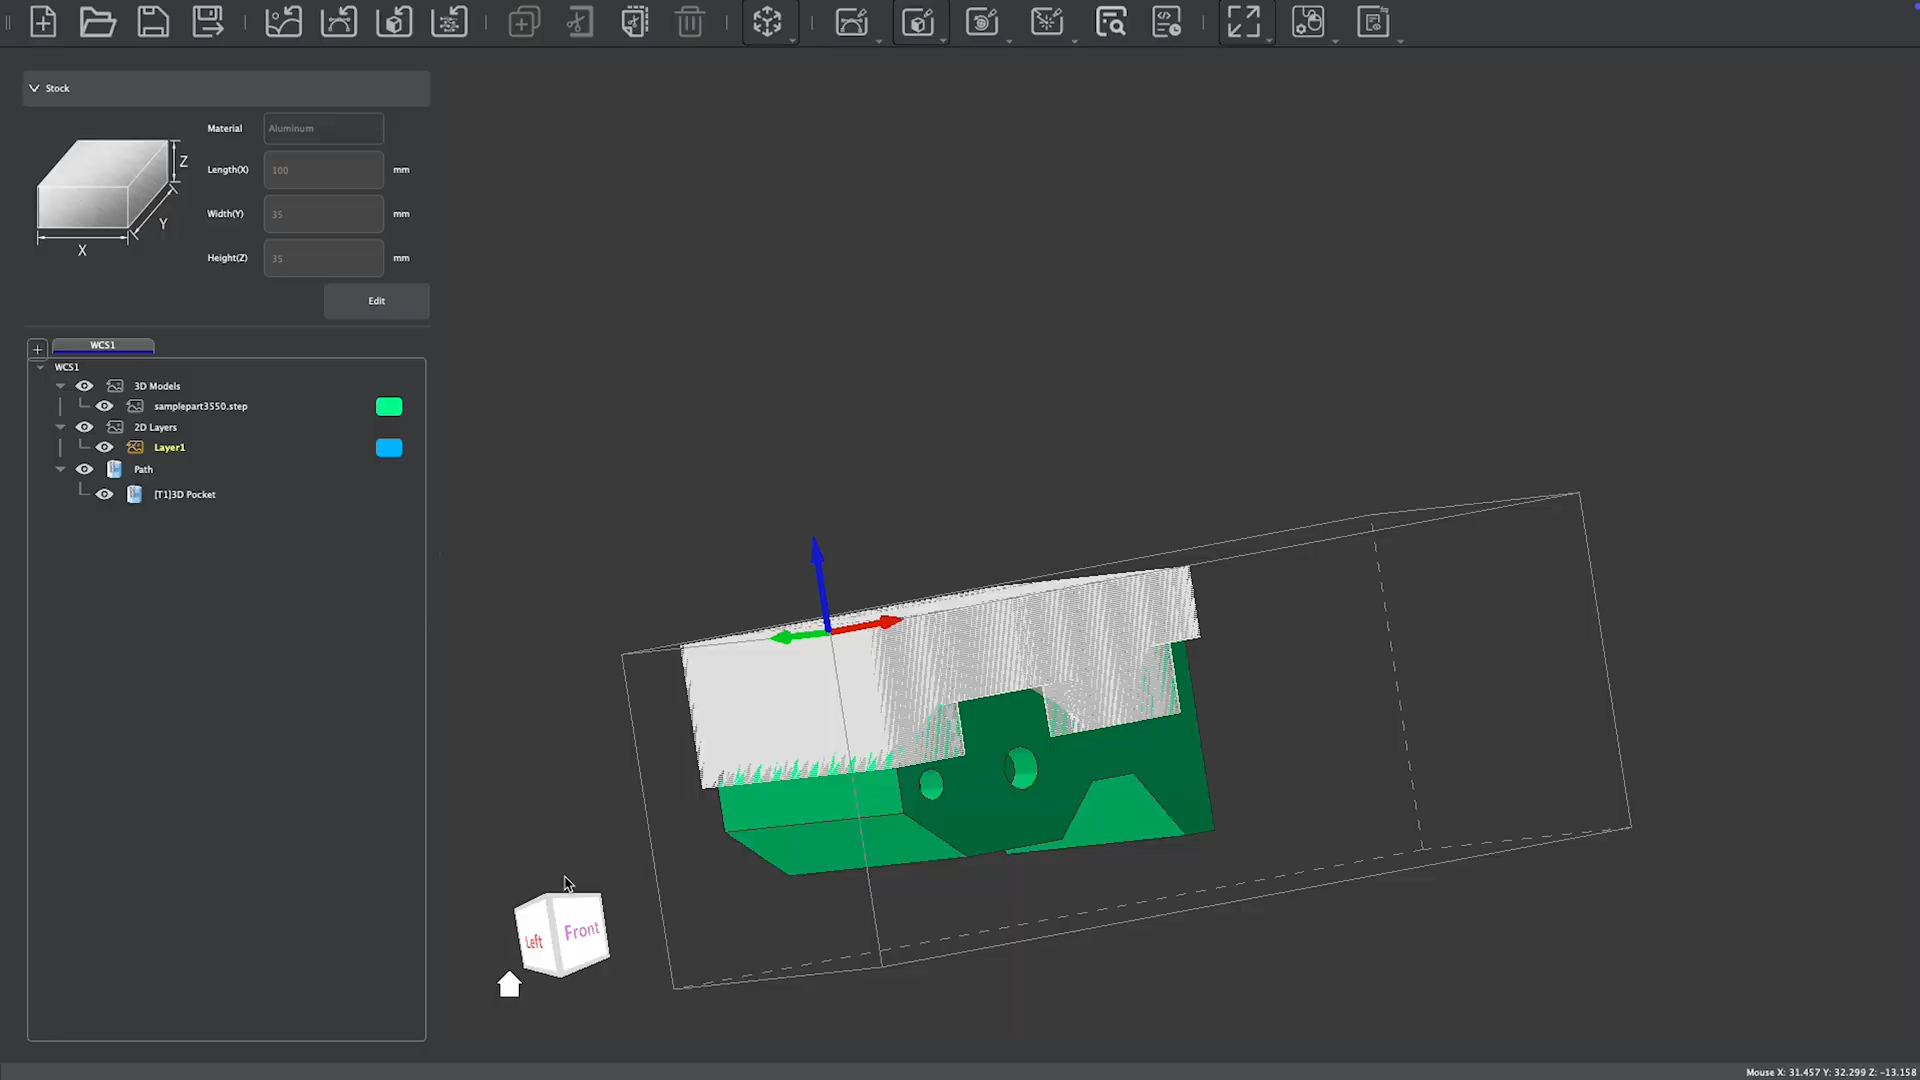 Stock
Material Aluminum
Length(X) 100 mm
Width(Y) 35 mm
Height(Z) 35 mm
Z
Y
X
Edit
+ WCS1
WCS1
3D Models
samplepart3550.step
2D Layers
Layer1
Path
[T1]3D Pocket
Left Front
Mouse X: 31.457 Y: 32.299 Z: -13.158